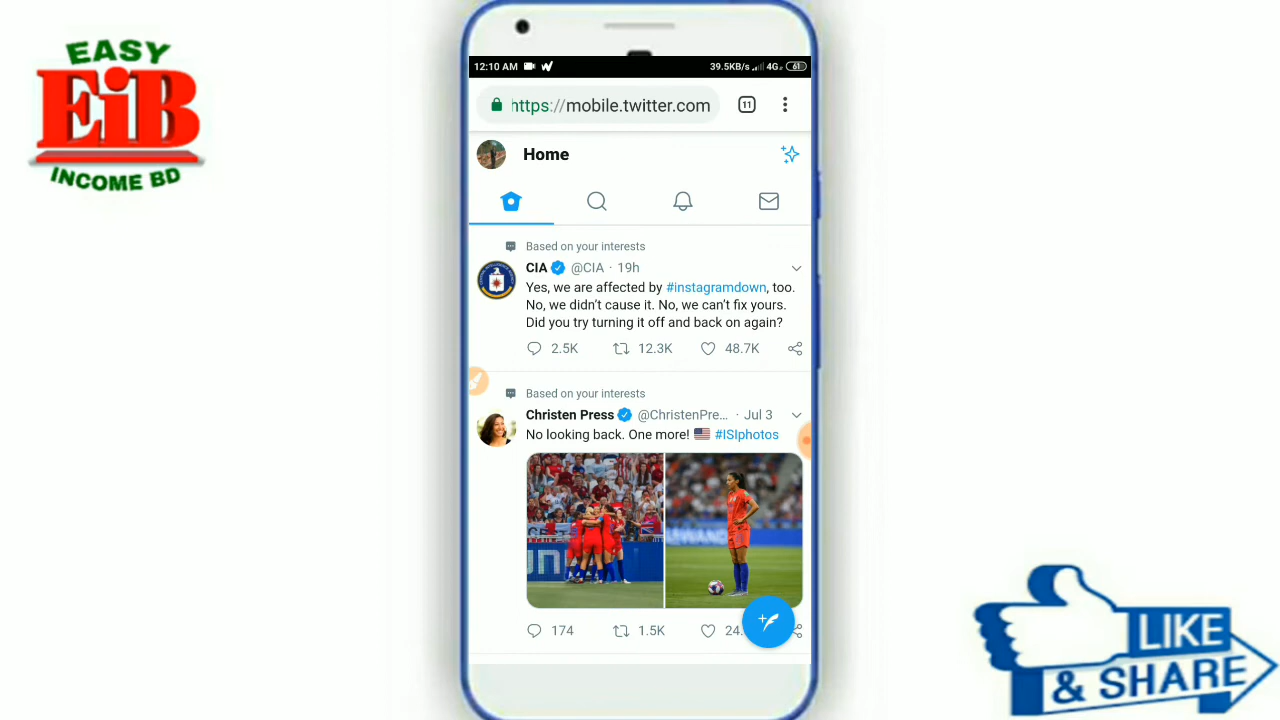 EASY
EiB
INCOME BD
12:10 AM
39.5KB/s 4G 61
https://mobile.twitter.com
11
Home
Based on your interests
CIA @CIA · 19h
Yes, we are affected by #instagramdown, too.
No, we didn't cause it. No, we can't fix yours.
Did you try turning it off and back on again?
2.5K 12.3K 48.7K
Based on your interests
Christen Press @ChristenPre... · Jul 3
No looking back. One more! #ISIphotos
174 1.5K 24.
LIKE
& SHARE